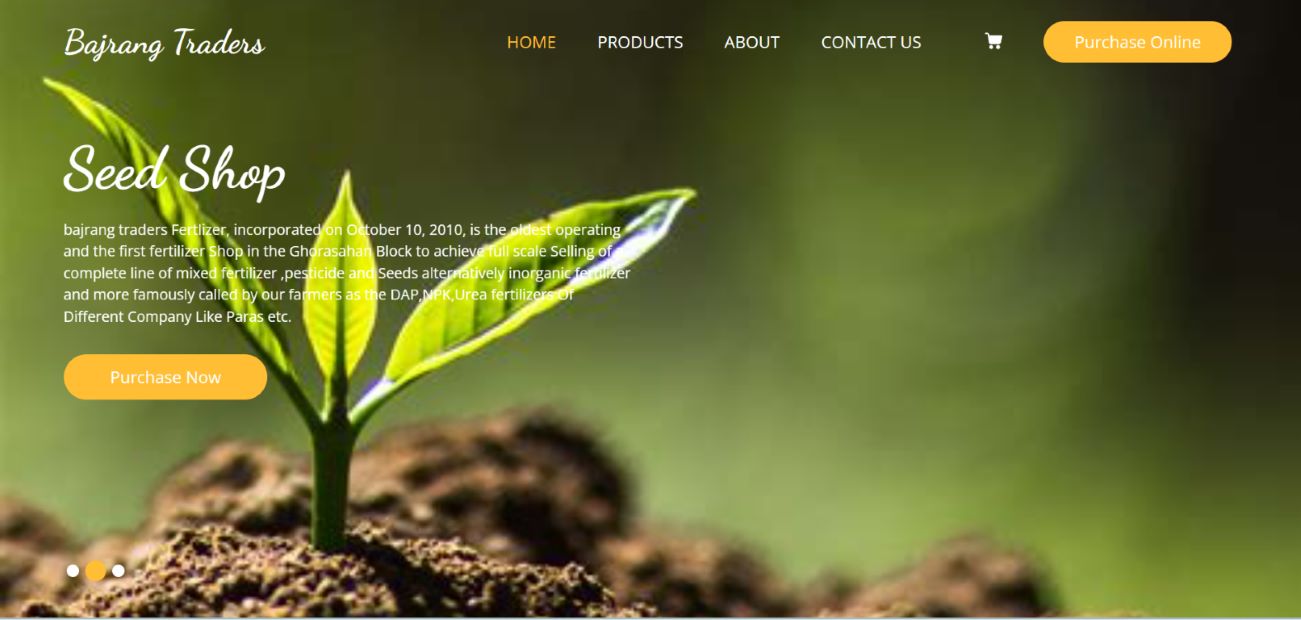 Bajrang Traders
HOME PRODUCTS ABOUT CONTACT US Purchase Online
Seed Shop
bajrang traders Fertlizer, incorporated on October 10, 2010, is the oldest operating
and the first fertilizer Shop in the Ghorasahan Block to achieve full scale Selling of
complete line of mixed fertilizer ,pesticide and Seeds alternatively inorganic fertilizer
and more famously called by our farmers as the DAP,NPK,Urea fertilizers Of
Different Company Like Paras etc.
Purchase Now